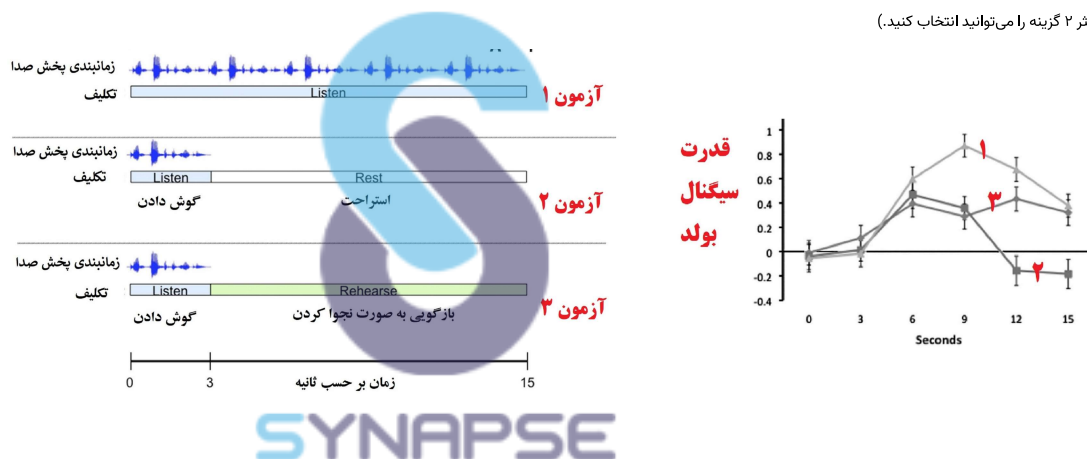 ثر ۲ گزینه را می‌توانید انتخاب کنید.)
زمانبندی پخش صدا
تکلیف
Listen
آزمون ۱
زمانبندی پخش صدا
تکلیف
Listen
Rest
گوش دادن
استراحت
آزمون ۲
زمانبندی پخش صدا
تکلیف
Listen
Rehearse
گوش دادن
بازگویی به صورت نجوا کردن
آزمون ۳
0
3
زمان بر حسب ثانیه
15
SYNAPSE
قدرت
سیگنال
بولد
1
0.8
0.6
0.4
0.2
0
-0.2
-0.4
۱
۳
۲
0 3 6 9 12 15
Seconds